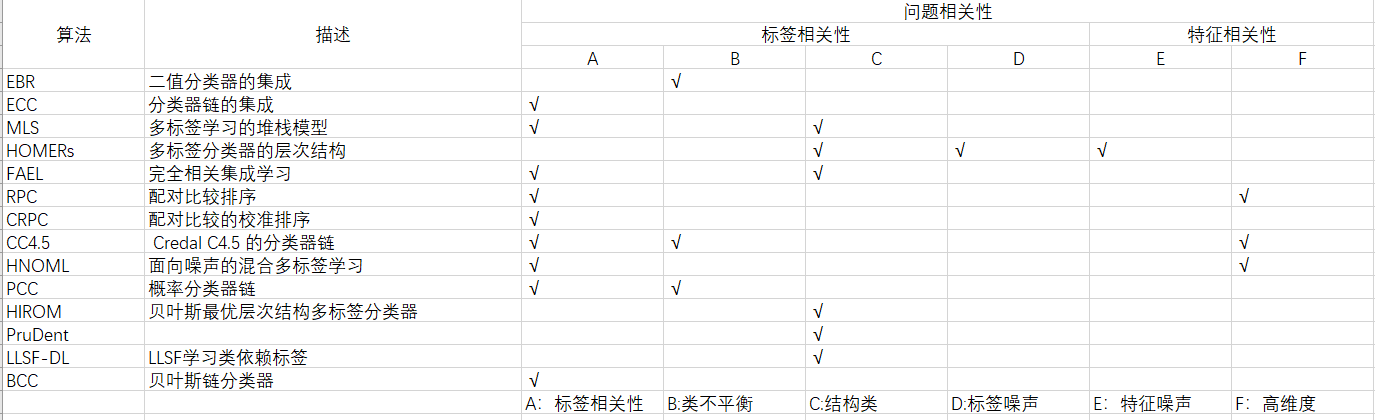 问题相关性
算法 描述 标签相关性 特征相关性
A B C D E F
EBR 二值分类器的集成 √
ECC 分类器链的集成 √
MLS 多标签学习的堆栈模型 √ √
HOMERs 多标签分类器的层次结构 √ √ √
FAEL 完全相关集成学习 √ √
RPC 配对比较排序 √ √
CRPC 配对比较的校准排序 √
CC4.5 Credal C4.5 的分类器链 √ √ √
HNOML 面向噪声的混合多标签学习 √ √
PCC 概率分类器链 √ √
HIROM 贝叶斯最优层次结构多标签分类器 √
PruDent √
LLSF-DL LLSF学习类依赖标签 √
BCC 贝叶斯链分类器 √
A：标签相关性 B:类不平衡 C:结构类 D:标签噪声 E：特征噪声 F：高维度